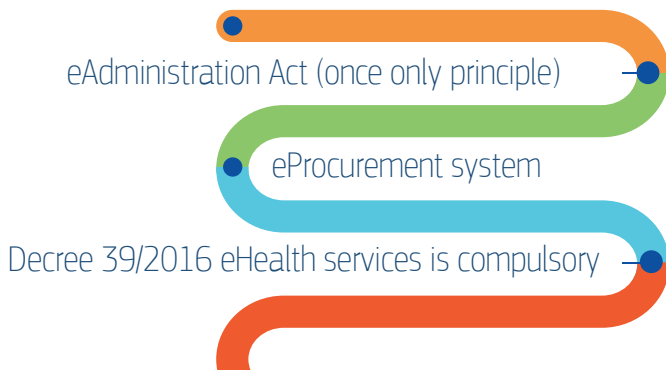 eAdministration Act (once only principle)
eProcurement system
Decree 39/2016 eHealth services is compulsory